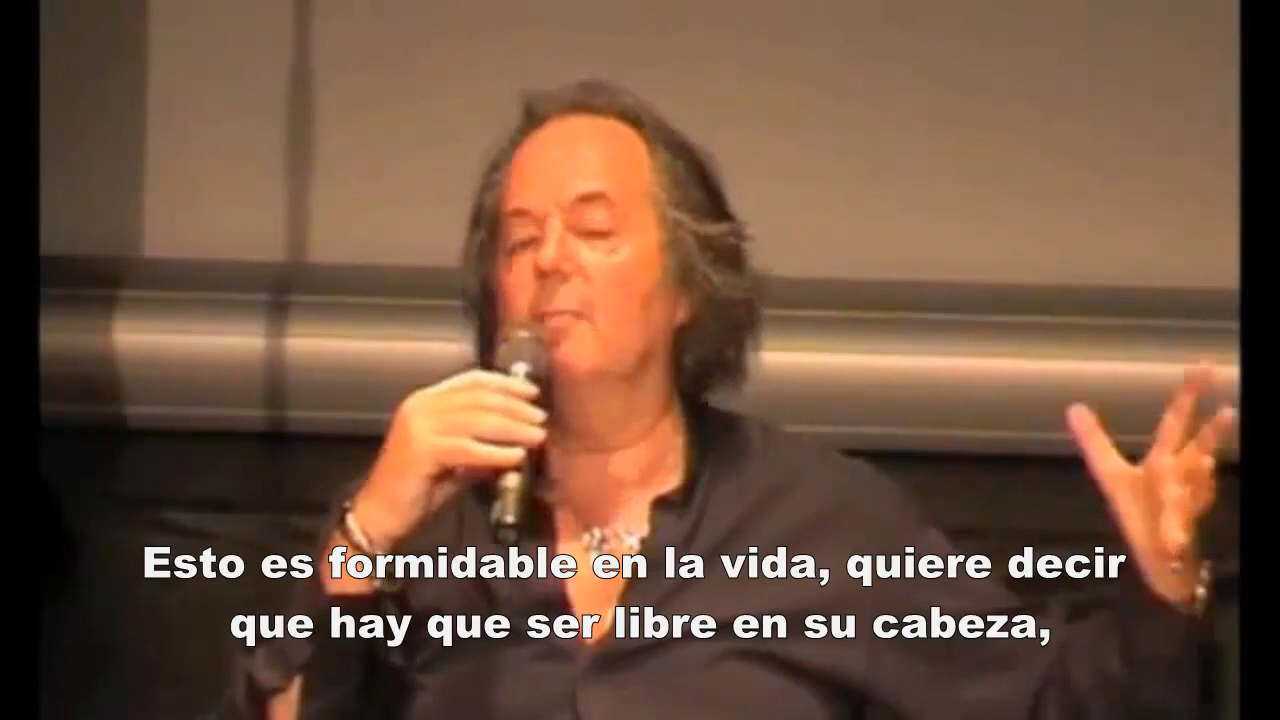 Esto es formidable en la vida, quiere decir
que hay que ser libre en su cabeza,